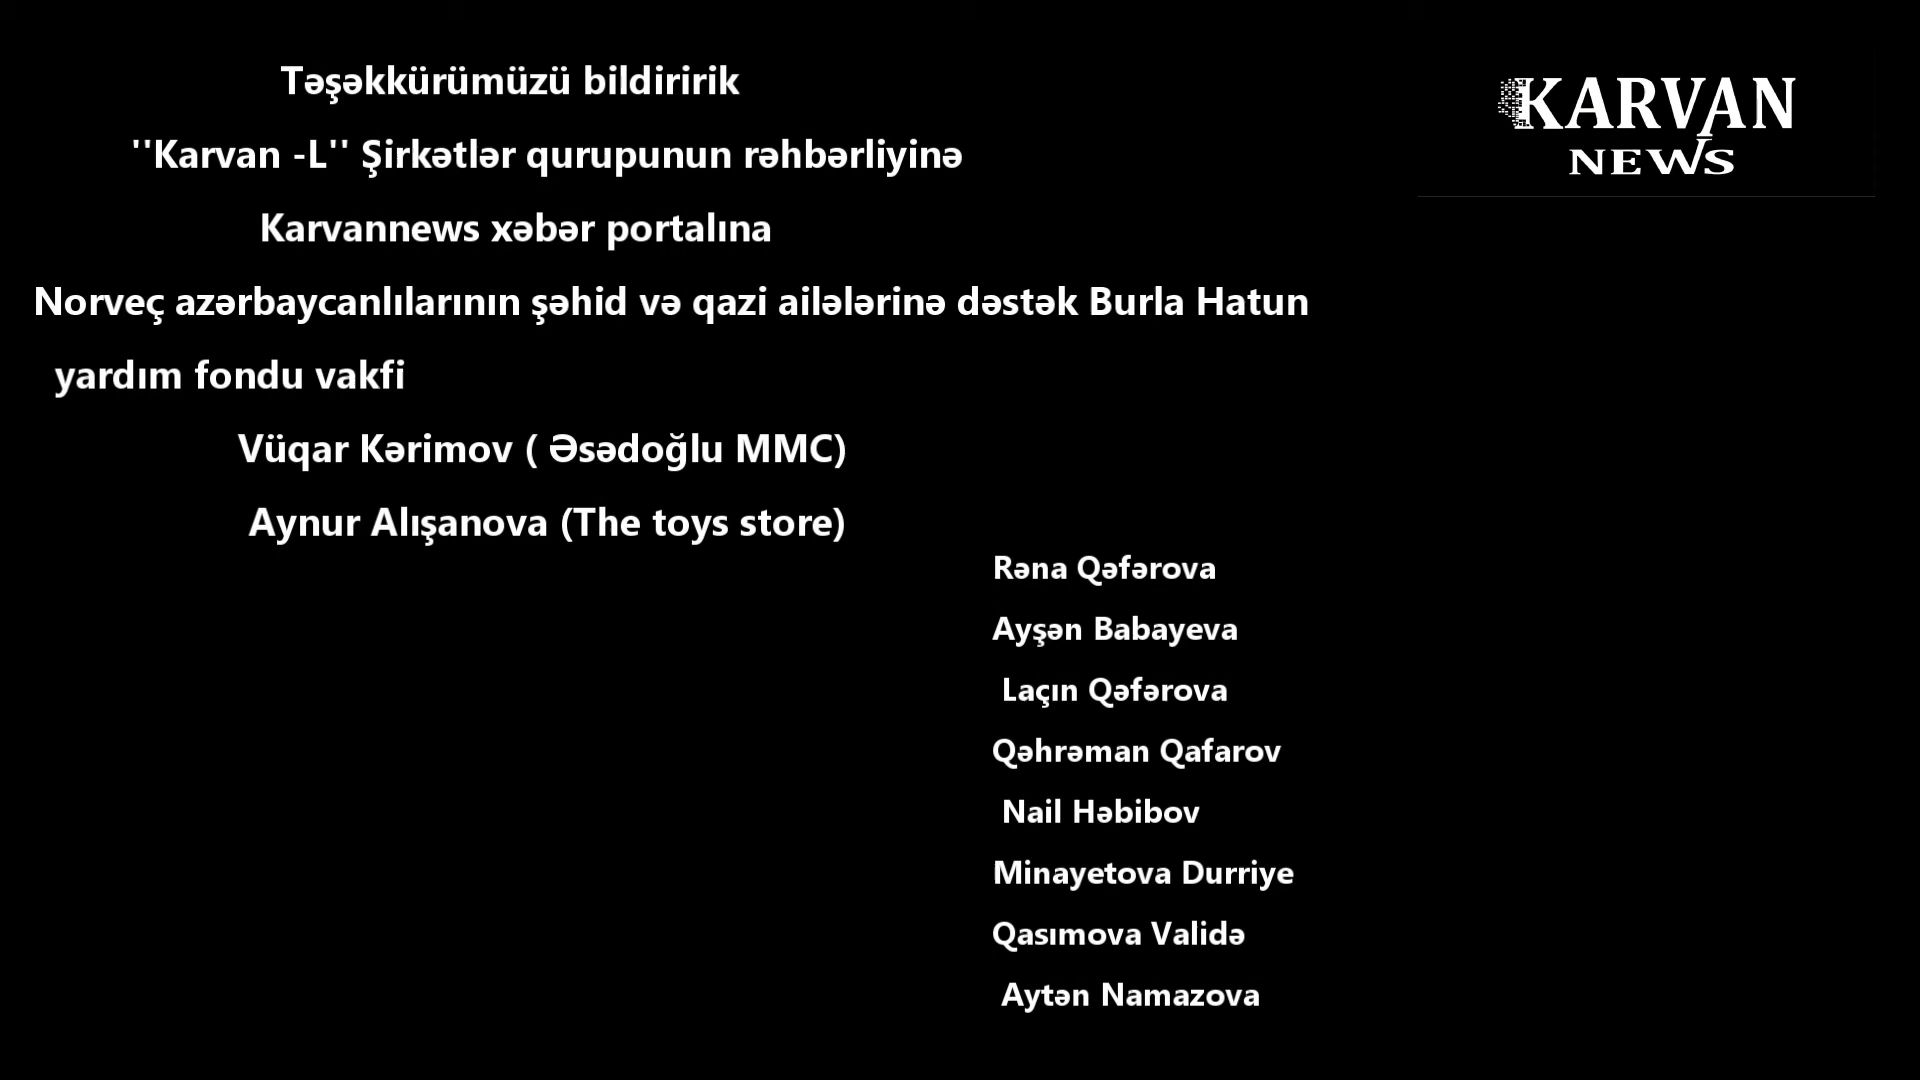 Təşəkkürümüzü bildiririk
''Karvan -L'' Şirkətlər qurupunun rəhbərliyinə
Karvannews xəbər portalına
Norveç azərbaycanlılarının şəhid və qazi ailələrinə dəstək Burla Hatun
yardım fondu vakfi
Vüqar Kərimov ( Əsədoğlu MMC)
Aynur Alışanova (The toys store)
KARVAN
NEWS
Rəna Qəfərova
Ayşən Babayeva
Laçın Qəfərova
Qəhrəman Qafarov
Nail Həbibov
Minayetova Durriye
Qasımova Validə
Aytən Namazova